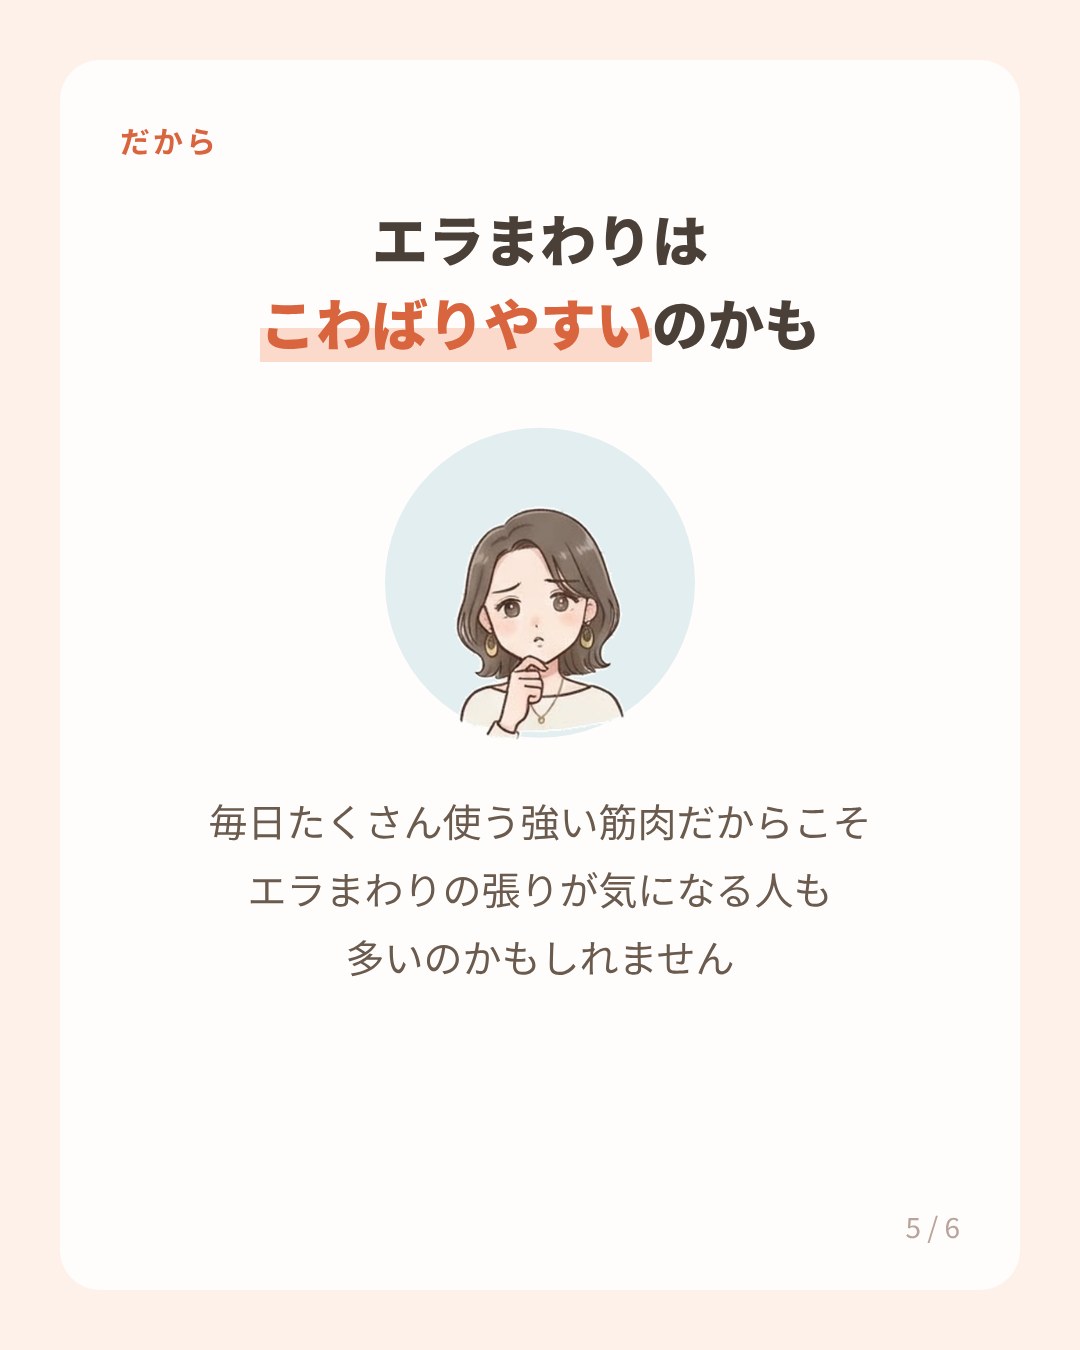 だから
エラまわりは
こわばりやすいのかも
毎日たくさん使う強い筋肉だからこそ
エラまわりの張りが気になる人も
多いのかもしれません
5 / 6